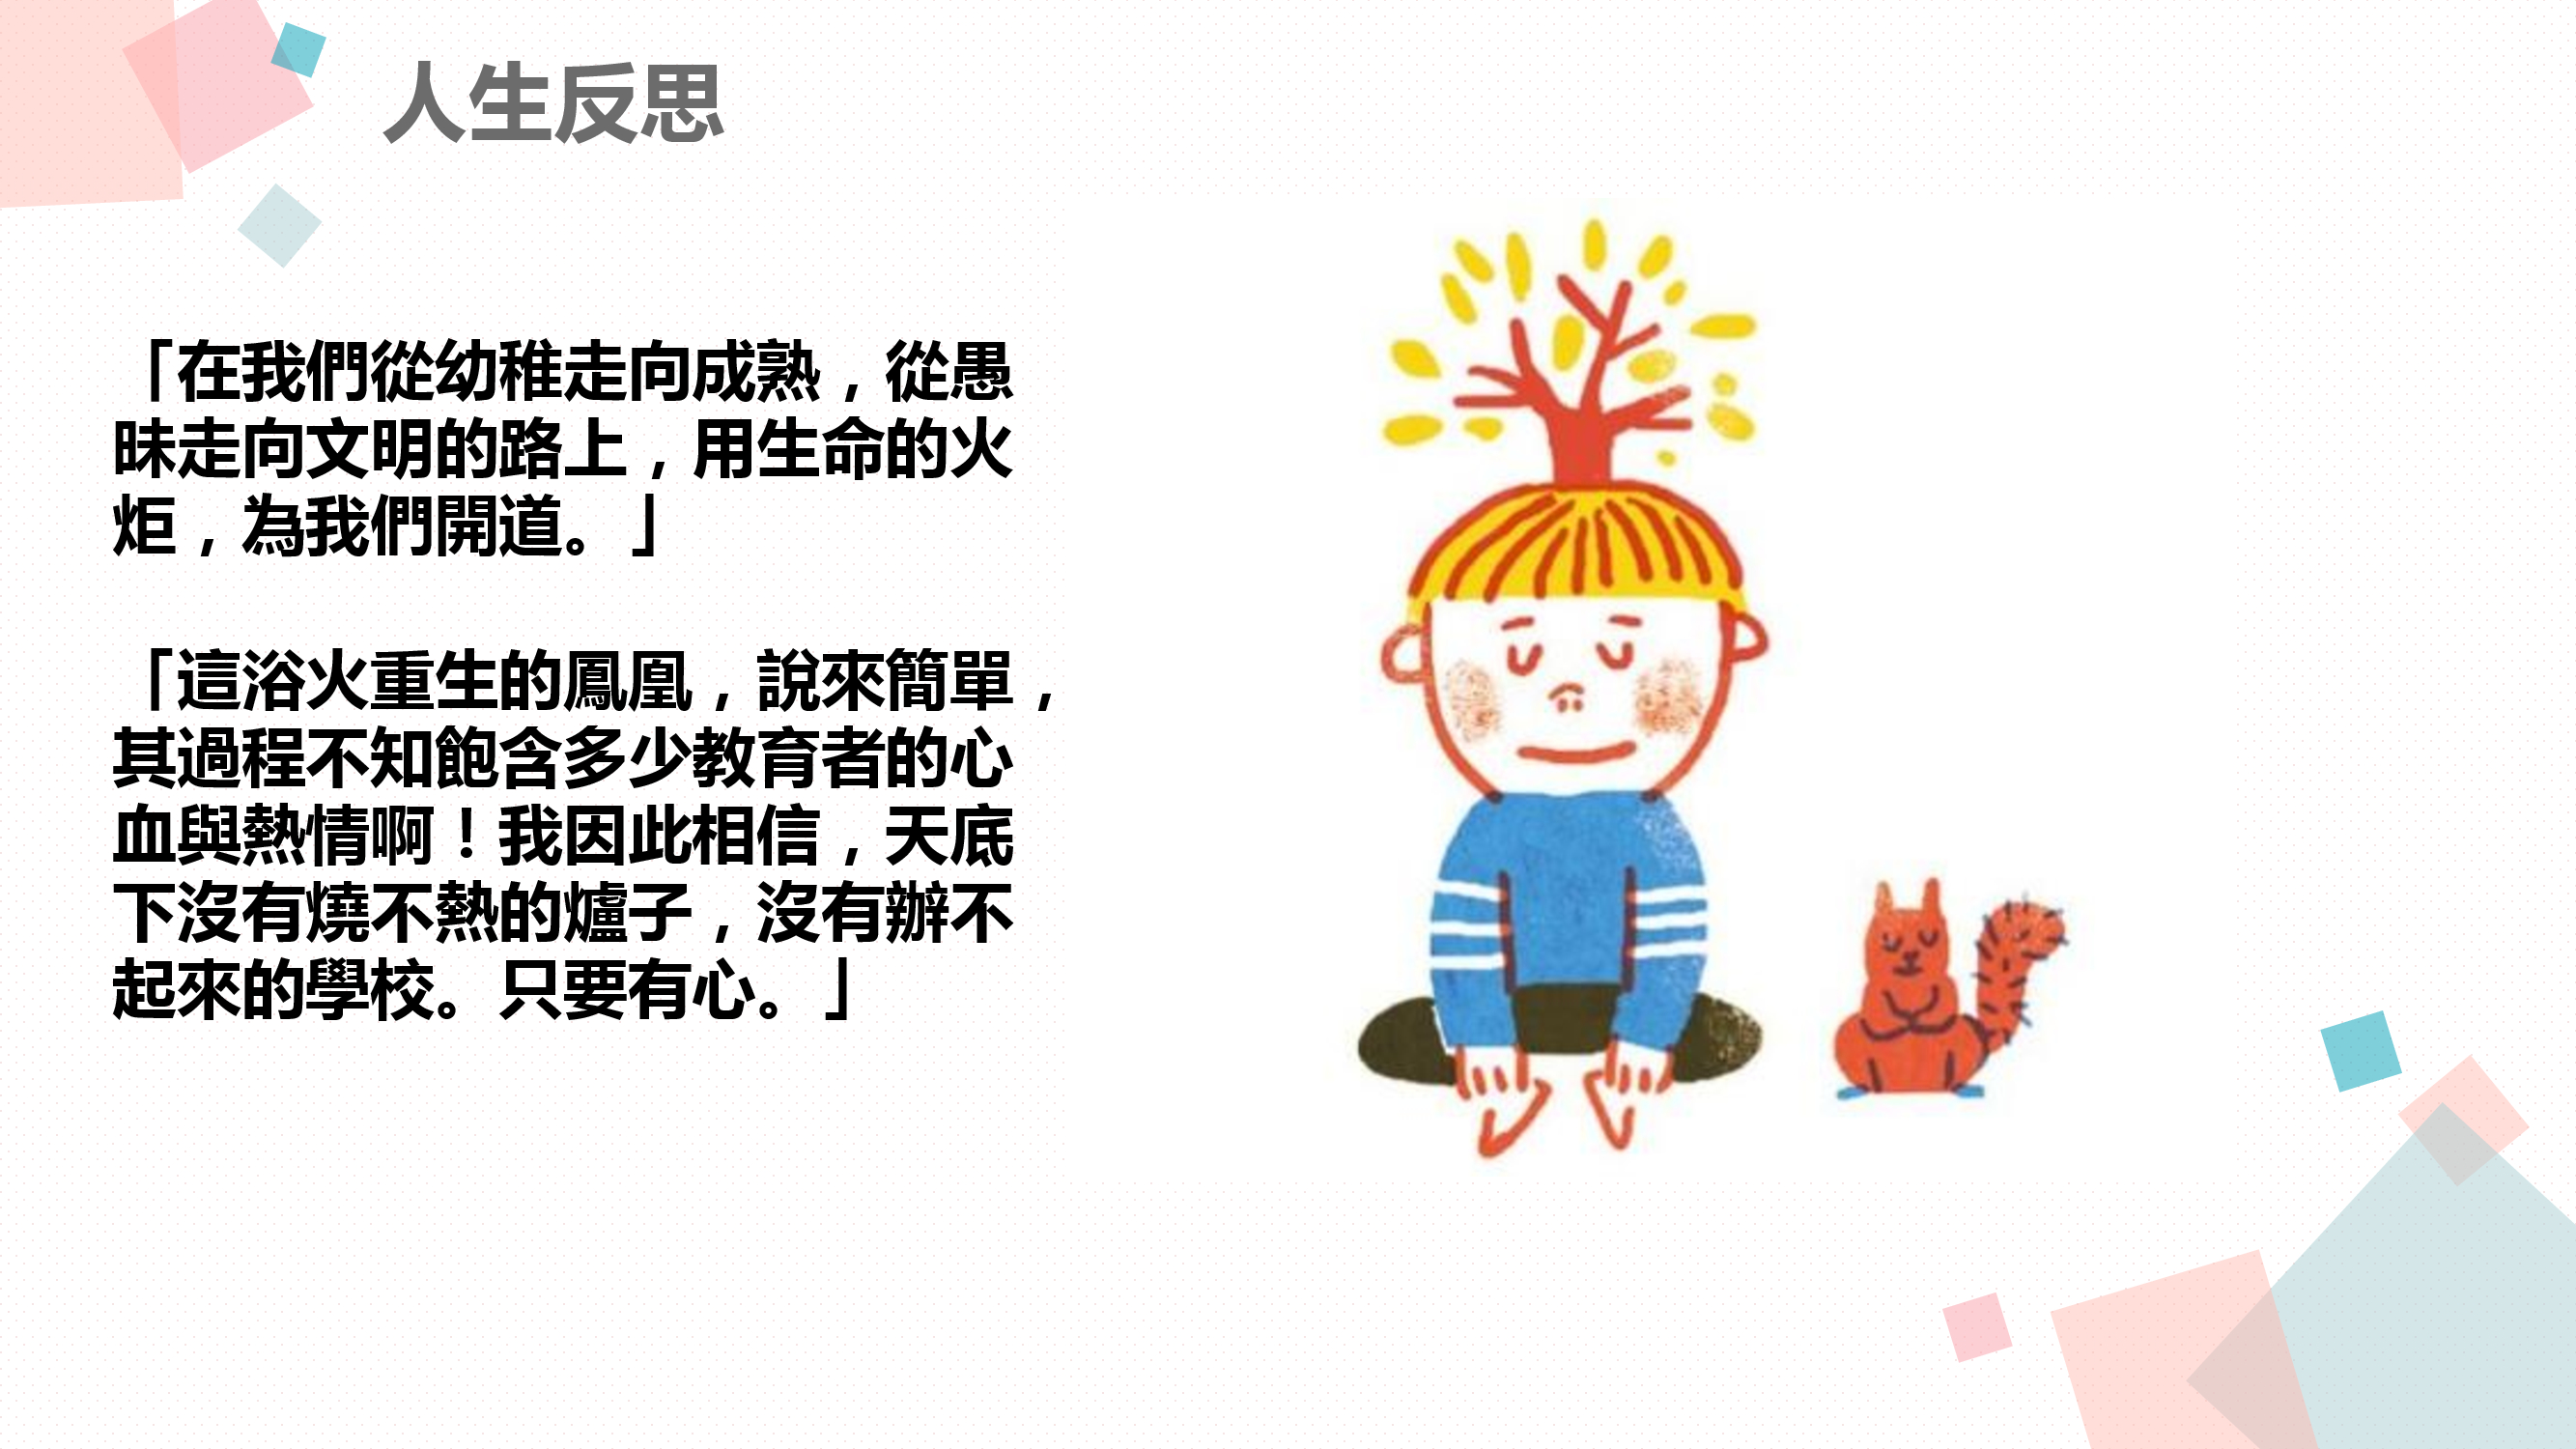 人生反思
「在我們從幼稚走向成熟，從愚
昧走向文明的路上，用生命的火
炬，為我們開道。」
「這浴火重生的鳳凰，說來簡單，
其過程不知飽含多少教育者的心
血與熱情啊！我因此相信，天底
下沒有燒不熱的爐子，沒有辦不
起來的學校。只要有心。」